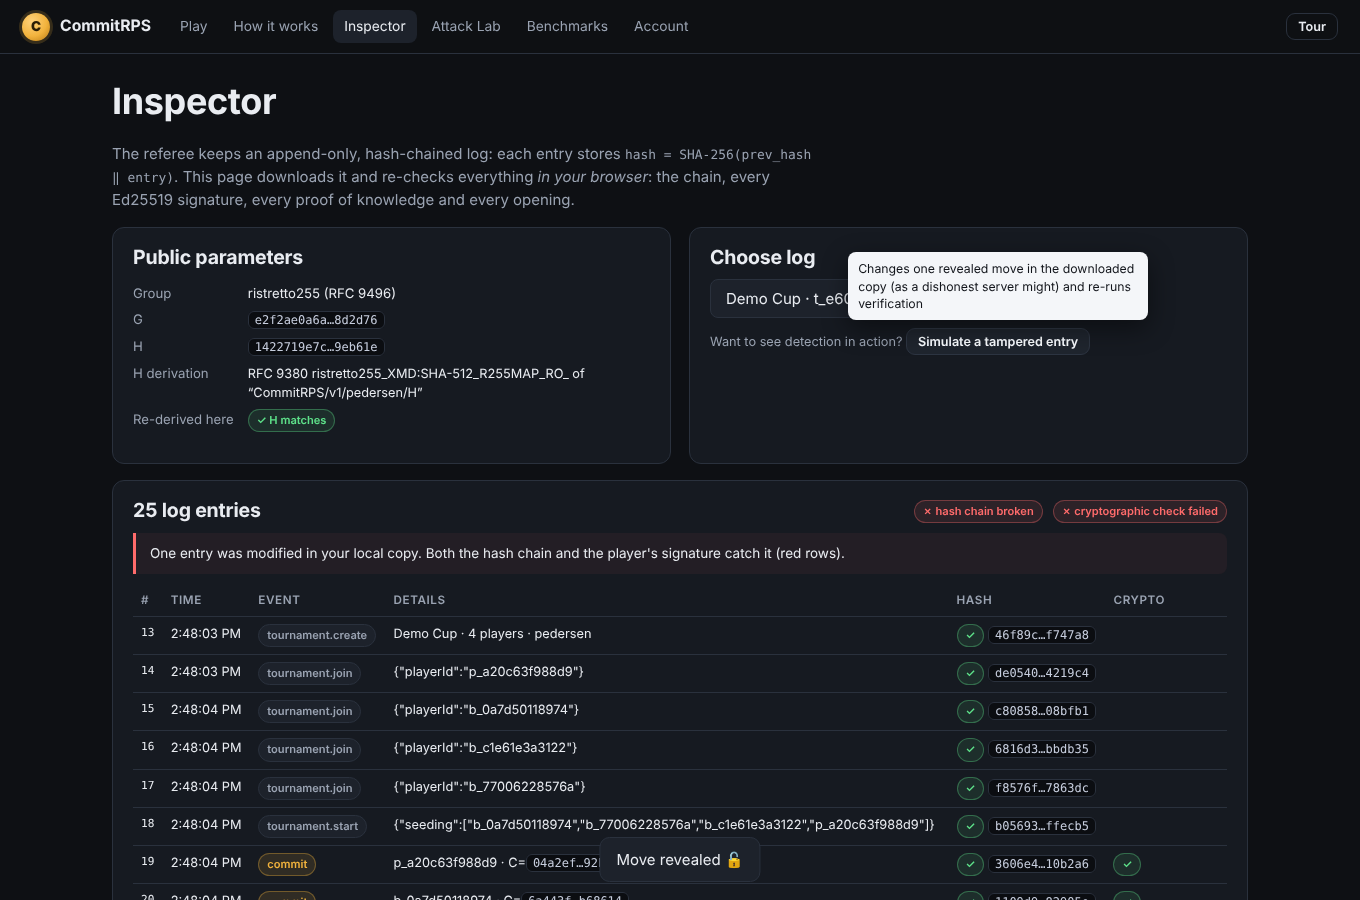 C CommitRPS Play How it works Inspector Attack Lab Benchmarks Account Tour
Inspector
The referee keeps an append-only, hash-chained log: each entry stores hash = SHA-256(prev_hash
‖ entry). This page downloads it and re-checks everything in your browser: the chain, every
Ed25519 signature, every proof of knowledge and every opening.
Public parameters
Group ristretto255 (RFC 9496)
G e2f2ae0a6a…8d2d76
H 1422719e7c…9eb61e
H derivation RFC 9380 ristretto255_XMD:SHA-512_R255MAP_RO_ of
“CommitRPS/v1/pedersen/H”
Re-derived here ✓ H matches
Choose log
Demo Cup · t_e60
Changes one revealed move in the downloaded
copy (as a dishonest server might) and re-runs
verification
Want to see detection in action? Simulate a tampered entry
25 log entries × hash chain broken × cryptographic check failed
One entry was modified in your local copy. Both the hash chain and the player's signature catch it (red rows).
# TIME EVENT DETAILS HASH CRYPTO
13 2:48:03 PM tournament.create Demo Cup · 4 players · pedersen ✓ 46f89c…f747a8
14 2:48:03 PM tournament.join {"playerId":"p_a20c63f988d9"} ✓ de0540…4219c4
15 2:48:04 PM tournament.join {"playerId":"b_0a7d50118974"} ✓ c80858…08bfb1
16 2:48:04 PM tournament.join {"playerId":"b_c1e61e3a3122"} ✓ 6816d3…bbdb35
17 2:48:04 PM tournament.join {"playerId":"b_77006228576a"} ✓ f8576f…7863dc
18 2:48:04 PM tournament.start {"seeding":["b_0a7d50118974","b_77006228576a","b_c1e61e3a3122","p_a20c63f988d9"]} ✓ b05693…ffecb5
19 2:48:04 PM commit p_a20c63f988d9 · C= 04a2ef…92 ✓ 3606e4…10b2a6 ✓
Move revealed 🔓
20 2:48:04 PM commit b_0a7d50118974 · C=